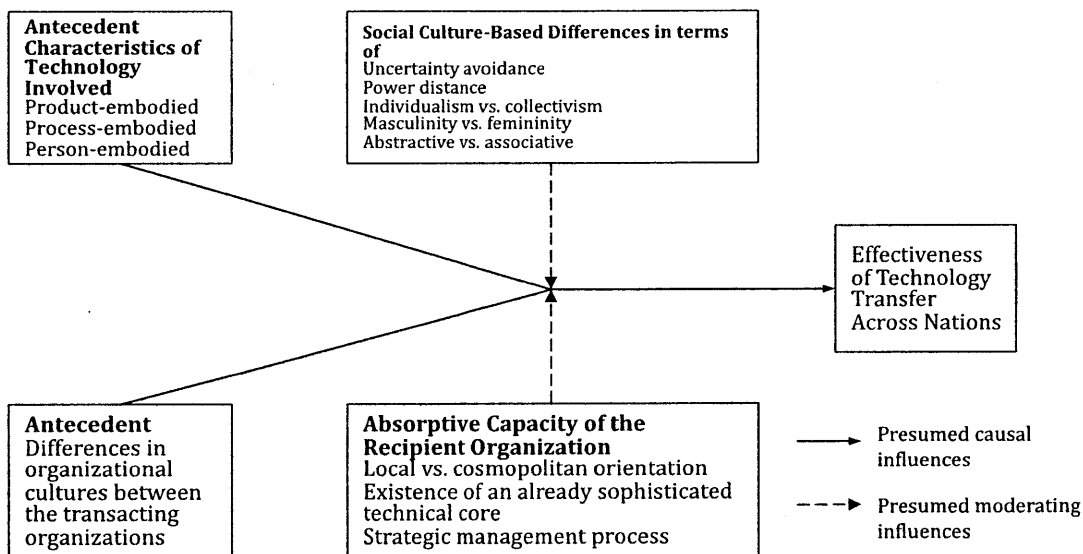 Antecedent
Characteristics of
Technology
Involved
Product-embodied
Process-embodied
Person-embodied
Social Culture-Based Differences in terms
of
Uncertainty avoidance
Power distance
Individualism vs. collectivism
Masculinity vs. femininity
Abstractive vs. associative
Effectiveness
of Technology
Transfer
Across Nations
Antecedent
Differences in
organizational
cultures between
the transacting
organizations
Absorptive Capacity of the
Recipient Organization
Local vs. cosmopolitan orientation
Existence of an already sophisticated
technical core
Strategic management process
Presumed causal
influences
Presumed moderating
influences